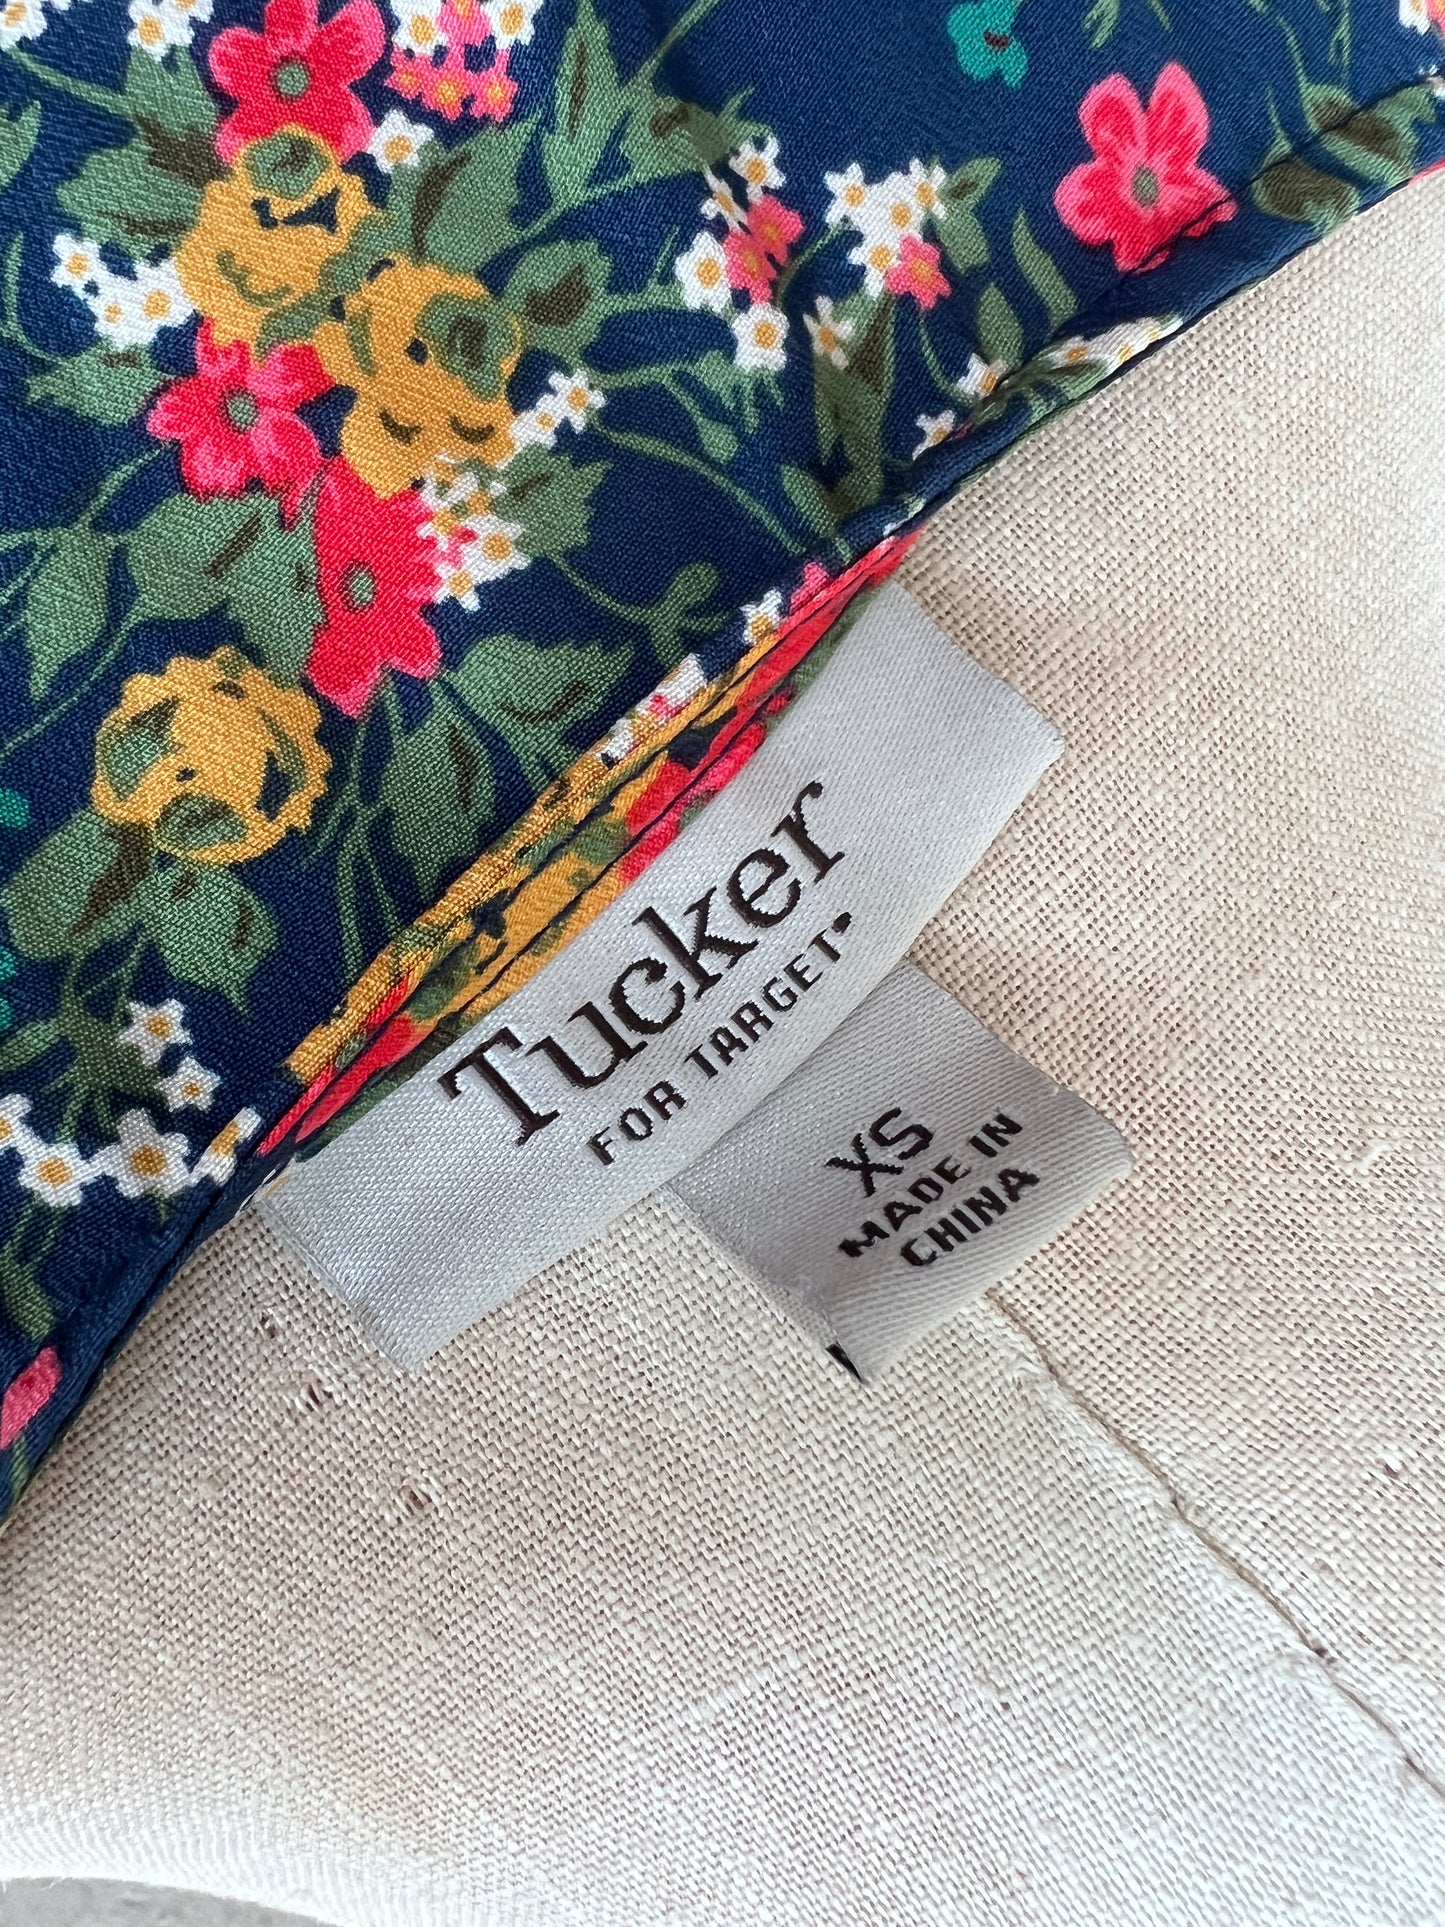 Tucker
FOR TARGET
XS
MADE IN
CHINA